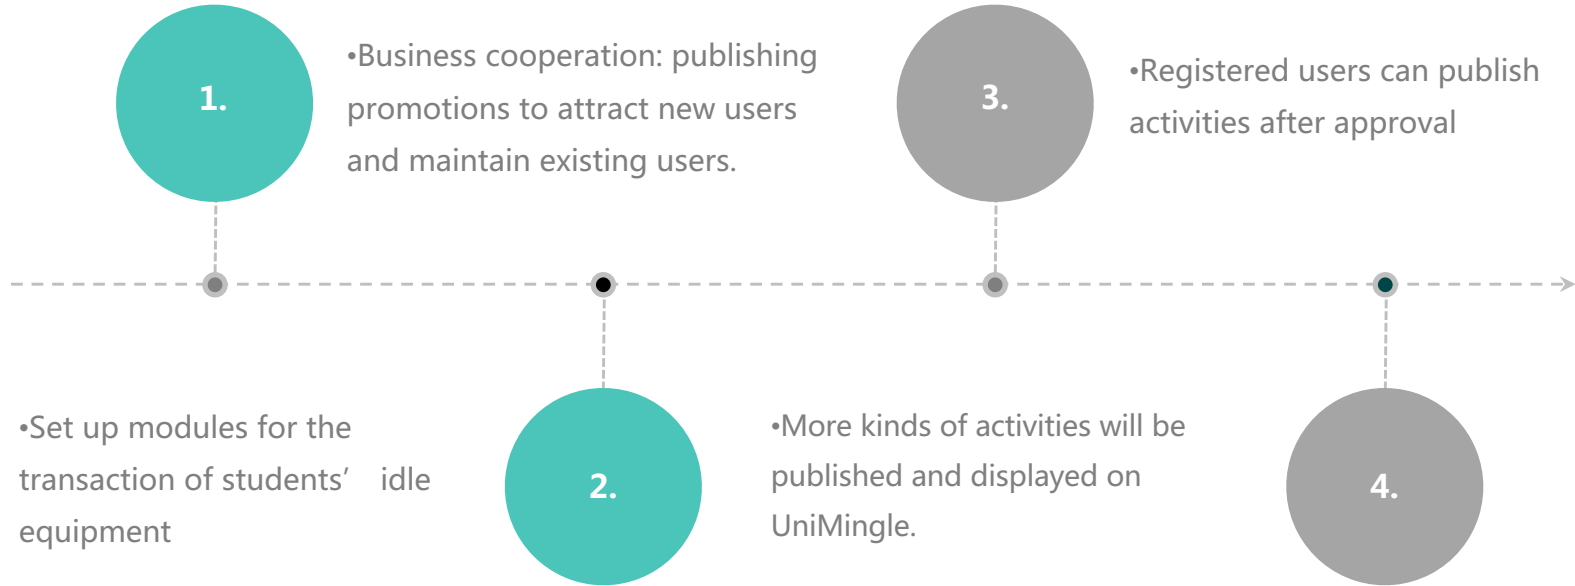 1.
•Business cooperation: publishing
promotions to attract new users
and maintain existing users.
3.
•Registered users can publish
activities after approval
•Set up modules for the
transaction of students’ idle
equipment
2.
•More kinds of activities will be
published and displayed on
UniMingle.
4.